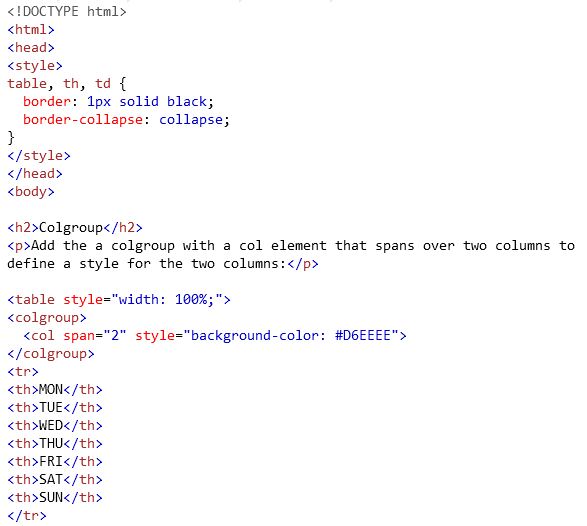 <!DOCTYPE html>
<html>
<head>
<style>
table, th, td {
  border: 1px solid black;
  border-collapse: collapse;
}
</style>
</head>
<body>

<h2>Colgroup</h2>
<p>Add the a colgroup with a col element that spans over two columns to
define a style for the two columns:</p>

<table style="width: 100%;">
<colgroup>
  <col span="2" style="background-color: #D6EEEE">
</colgroup>
<tr>
<th>MON</th>
<th>TUE</th>
<th>WED</th>
<th>THU</th>
<th>FRI</th>
<th>SAT</th>
<th>SUN</th>
</tr>